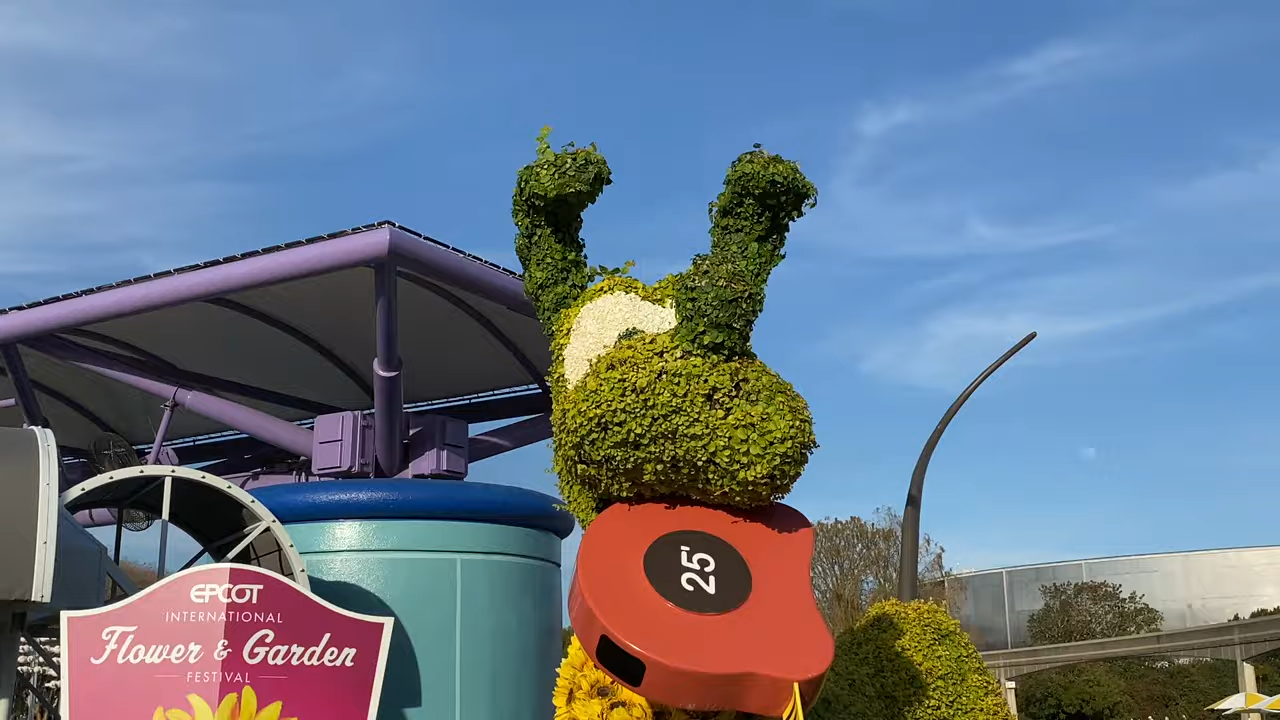 EPCOT
INTERNATIONAL
Flower & Garden
FESTIVAL
25'